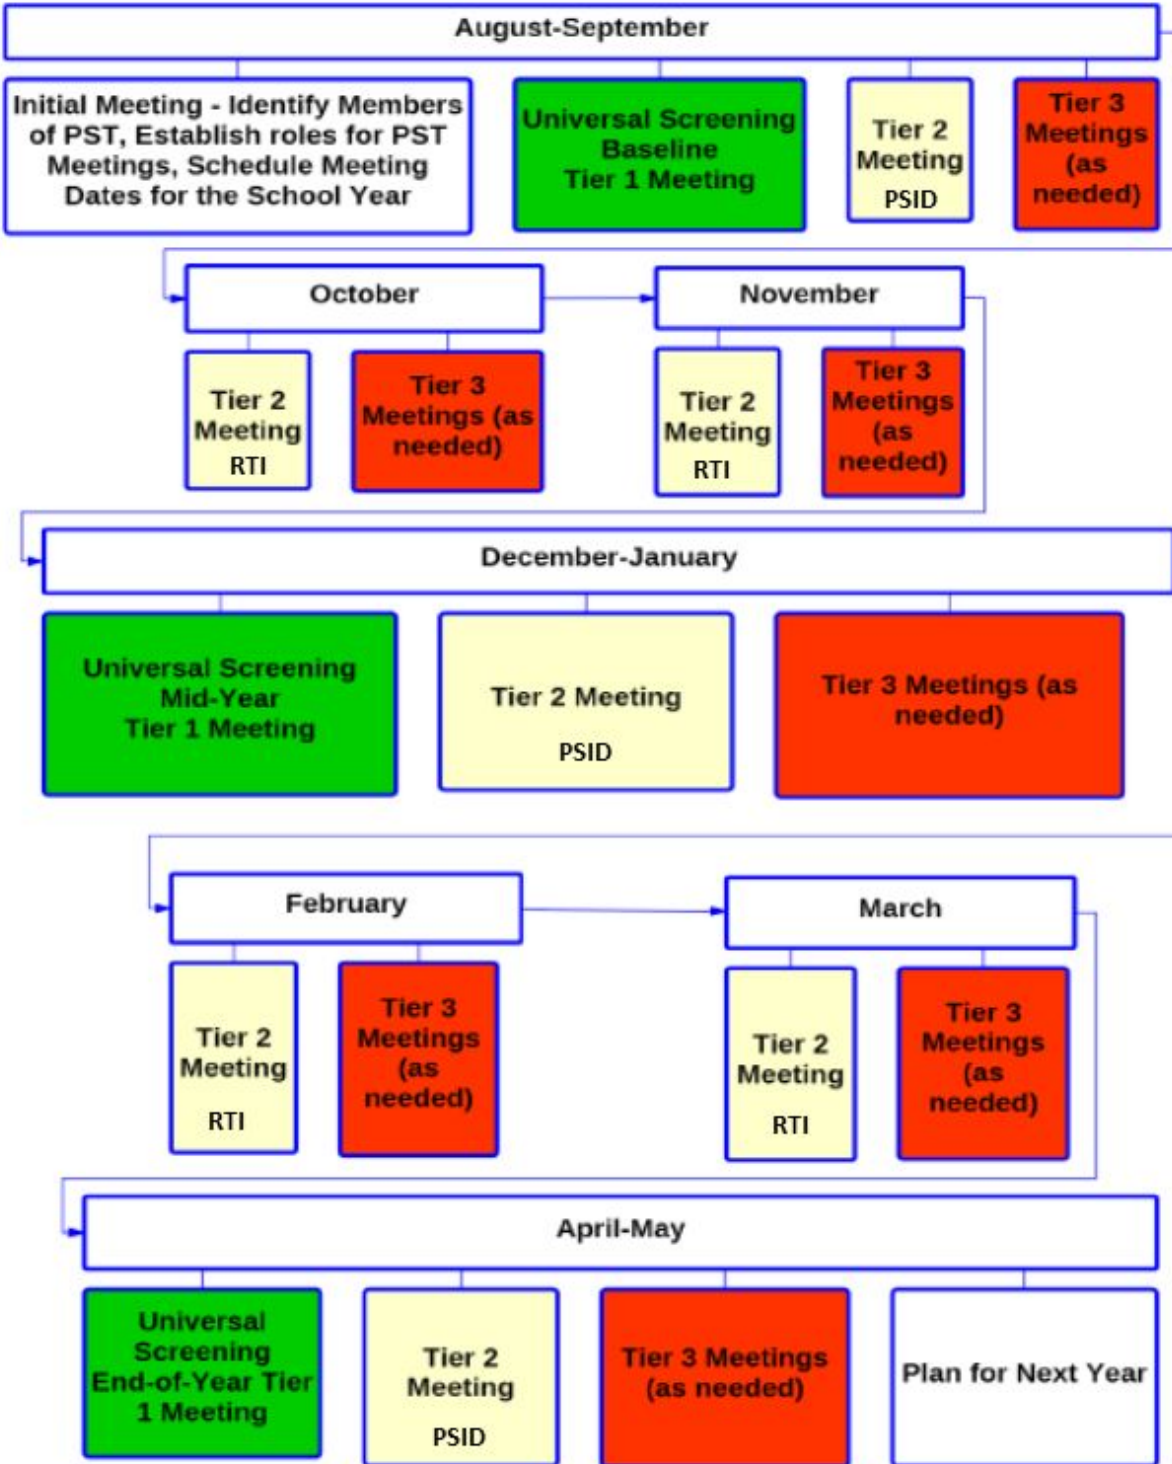 August-September
Initial Meeting - Identify Members
of PST, Establish roles for PST
Meetings, Schedule Meeting
Dates for the School Year
Universal Screening
Baseline
Tier 1 Meeting
Tier 2
Meeting
PSID
Tier 3
Meetings
(as
needed)
October
November
Tier 2
Meeting
RTI
Tier 3
Meetings (as
needed)
Tier 2
Meeting
RTI
Tier 3
Meetings
(as
needed)
December-January
Universal Screening
Mid-Year
Tier 1 Meeting
Tier 2 Meeting
PSID
Tier 3 Meetings (as
needed)
February
March
Tier 2
Meeting
RTI
Tier 3
Meetings
(as
needed)
Tier 2
Meeting
RTI
Tier 3
Meetings
(as
needed)
April-May
Universal
Screening
End-of-Year Tier
1 Meeting
Tier 2
Meeting
PSID
Tier 3 Meetings
(as needed)
Plan for Next Year